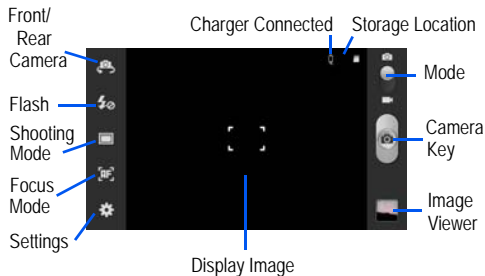 Front/
Rear
Camera
Charger Connected
Storage Location
Flash
Mode
Shooting
Mode
Camera
Key
AF
Focus
Mode
Image
Viewer
Settings
Display Image